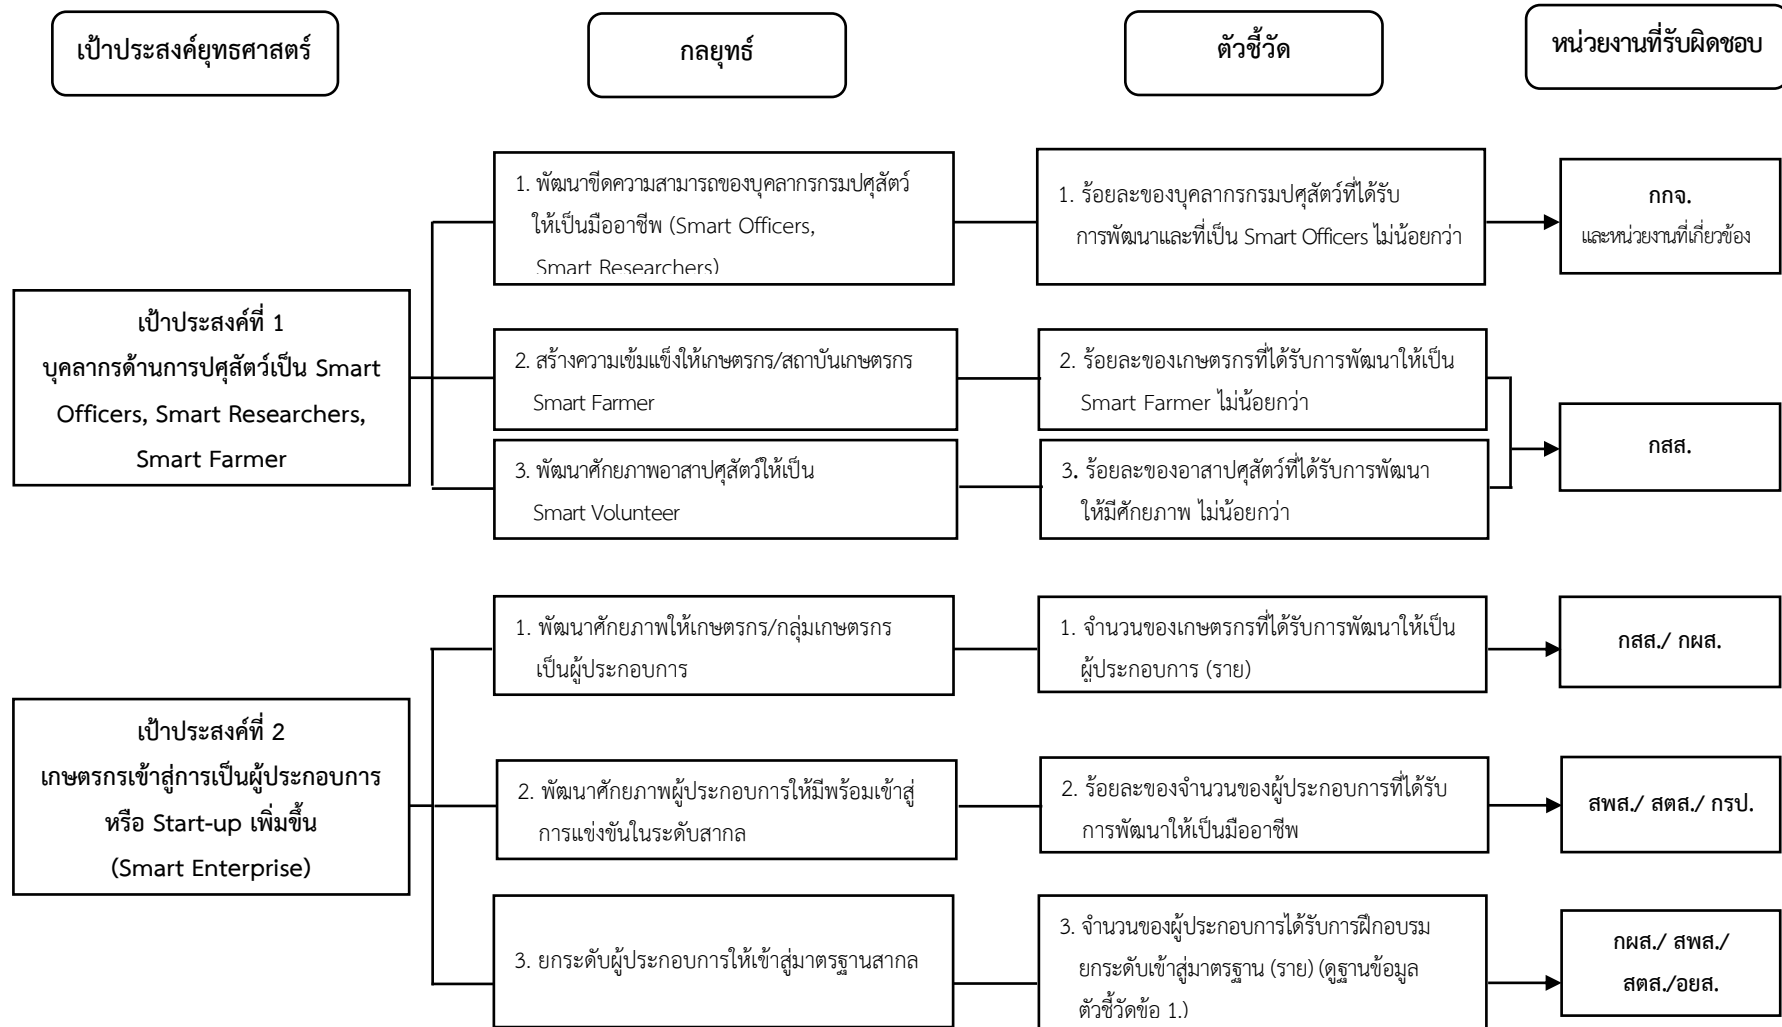 เป้าประสงค์ยุทธศาสตร์
กลยุทธ์
ตัวชี้วัด
หน่วยงานที่รับผิดชอบ
เป้าประสงค์ที่ 1
บุคลากรด้านการปศุสัตว์เป็น Smart
Officers, Smart Researchers,
Smart Farmer
1. พัฒนาขีดความสามารถของบุคลากรกรมปศุสัตว์
ให้เป็นมืออาชีพ (Smart Officers,
Smart Researchers)
1. ร้อยละของบุคลากรกรมปศุสัตว์ที่ได้รับ
การพัฒนาและที่เป็น Smart Officers ไม่น้อยกว่า
กกจ.
และหน่วยงานที่เกี่ยวข้อง
2. สร้างความเข้มแข็งให้เกษตรกร/สถาบันเกษตรกร
Smart Farmer
2. ร้อยละของเกษตรกรที่ได้รับการพัฒนาให้เป็น
Smart Farmer ไม่น้อยกว่า
3. พัฒนาศักยภาพอาสาปศุสัตว์ให้เป็น
Smart Volunteer
3. ร้อยละของอาสาปศุสัตว์ที่ได้รับการพัฒนา
ให้มีศักยภาพ ไม่น้อยกว่า
กสส.
เป้าประสงค์ที่ 2
เกษตรกรเข้าสู่การเป็นผู้ประกอบการ
หรือ Start-up เพิ่มขึ้น
(Smart Enterprise)
1. พัฒนาศักยภาพให้เกษตรกร/กลุ่มเกษตรกร
เป็นผู้ประกอบการ
1. จำนวนของเกษตรกรที่ได้รับการพัฒนาให้เป็น
ผู้ประกอบการ (ราย)
กสส./ กผส.
2. พัฒนาศักยภาพผู้ประกอบการให้มีพร้อมเข้าสู่
การแข่งขันในระดับสากล
2. ร้อยละของจำนวนของผู้ประกอบการที่ได้รับ
การพัฒนาให้เป็นมืออาชีพ
สพส./ สตส./ กรป.
3. ยกระดับผู้ประกอบการให้เข้าสู่มาตรฐานสากล
3. จำนวนของผู้ประกอบการได้รับการฝึกอบรม
ยกระดับเข้าสู่มาตรฐาน (ราย) (ดูฐานข้อมูล
ตัวชี้วัดข้อ 1.)
กผส./ สพส./
สตส./อยส.